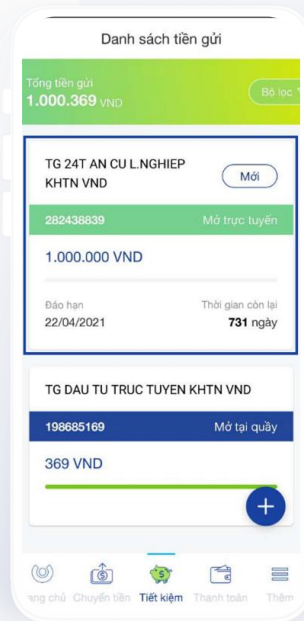 Danh sách tiền gửi
Tổng tiền gửi
1.000.369 VND
Bộ lọc
TG 24T AN CU L.NGHIEP
KHTN VND
Mới
282438839 Mở trực tuyến
1.000.000 VND
Đáo hạn Thời gian còn lại
22/04/2021 731 ngày
TG DAU TU TRUC TUYEN KHTN VND
198685169 Mở tại quầy
369 VND
+
ang chủ Chuyển tiền Tiết kiệm Thanh toán Thêm